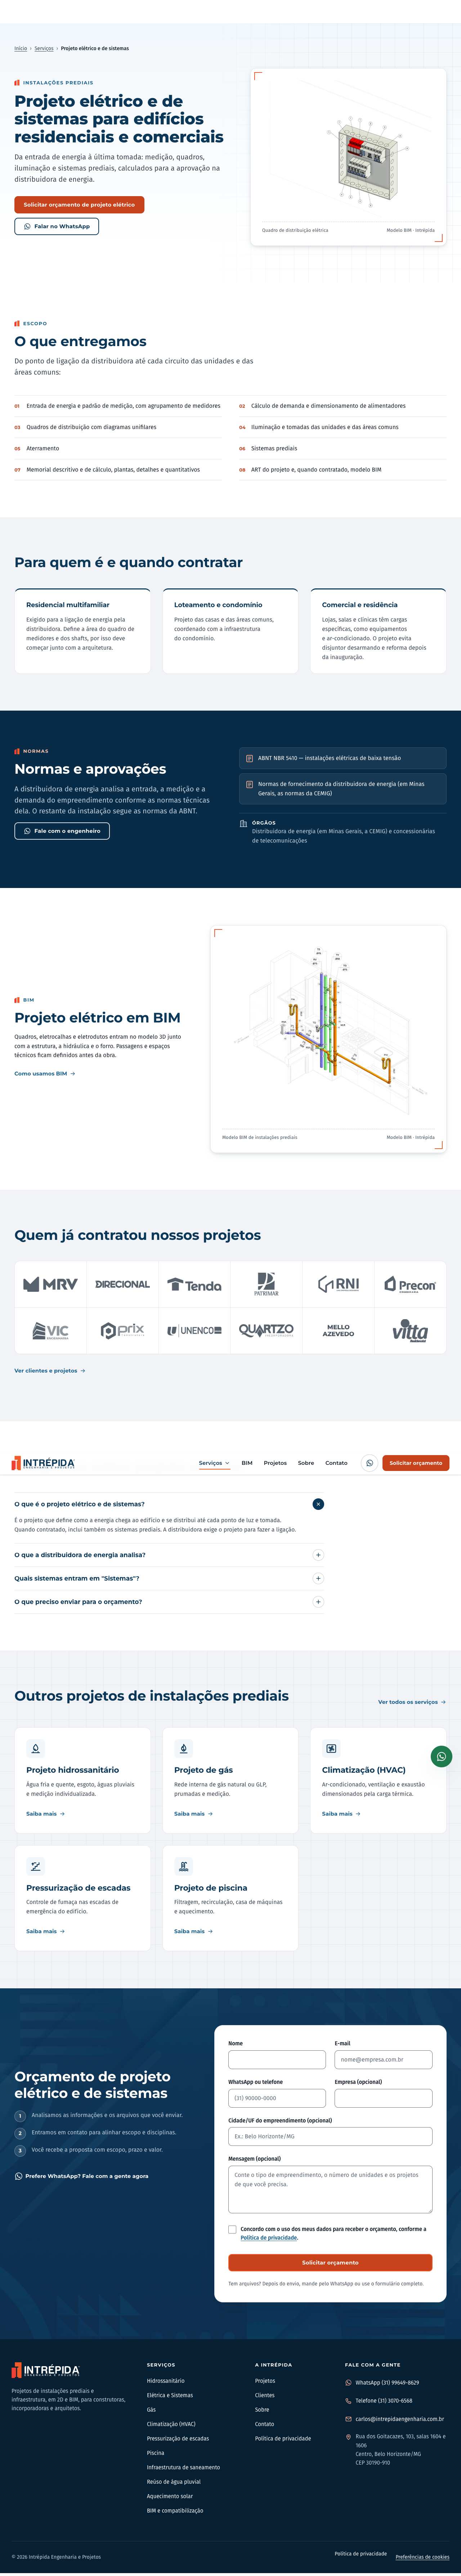 Início › Serviços › Projeto elétrico e de sistemas
INSTALAÇÕES PREDIAIS
Projeto elétrico e de
sistemas para edifícios
residenciais e comerciais
Da entrada de energia à última tomada: medição, quadros,
iluminação e sistemas prediais, calculados para a aprovação na
distribuidora de energia.
Solicitar orçamento de projeto elétrico
Falar no WhatsApp
Quadro de distribuição elétrica
Modelo BIM · Intrépida
ESCOPO
O que entregamos
Do ponto de ligação da distribuidora até cada circuito das unidades e das
áreas comuns:
01 Entrada de energia e padrão de medição, com agrupamento de medidores
02 Cálculo de demanda e dimensionamento de alimentadores
03 Quadros de distribuição com diagramas unifilares
04 Iluminação e tomadas das unidades e das áreas comuns
05 Aterramento
06 Sistemas prediais
07 Memorial descritivo e de cálculo, plantas, detalhes e quantitativos
08 ART do projeto e, quando contratado, modelo BIM
Para quem é e quando contratar
Residencial multifamiliar
Exigido para a ligação de energia pela
distribuidora. Define a área do quadro de
medidores e dos shafts, por isso deve
começar junto com a arquitetura.
Loteamento e condomínio
Projeto das casas e das áreas comuns,
coordenado com a infraestrutura
do condomínio.
Comercial e residência
Lojas, salas e clínicas têm cargas
específicas, como equipamentos
e ar-condicionado. O projeto evita
disjuntor desarmando e reforma depois
da inauguração.
NORMAS
Normas e aprovações
A distribuidora de energia analisa a entrada, a medição e a
demanda do empreendimento conforme as normas técnicas
dela. O restante da instalação segue as normas da ABNT.
Fale com o engenheiro
ABNT NBR 5410 — instalações elétricas de baixa tensão
Normas de fornecimento da distribuidora de energia (em Minas
Gerais, as normas da CEMIG)
ÓRGÃOS
Distribuidora de energia (em Minas Gerais, a CEMIG) e concessionárias
de telecomunicações
BIM
Projeto elétrico em BIM
Quadros, eletrocalhas e eletrodutos entram no modelo 3D junto
com a estrutura, a hidráulica e o forro. Passagens e espaços
técnicos ficam definidos antes da obra.
Como usamos BIM →
Modelo BIM de instalações prediais
Modelo BIM · Intrépida
Quem já contratou nossos projetos
MRV
DIRECIONAL
Tenda
PATRIMAR
RNI
Precon
VIC
prix
UNENCO
QUARTZO
MELLO
AZEVEDO
vitta
Ver clientes e projetos →
INTRÉPIDA
Serviços
BIM
Projetos
Sobre
Contato
Solicitar orçamento
O que é o projeto elétrico e de sistemas?
É o projeto que define como a energia chega ao edifício e se distribui até cada ponto de luz e tomada.
Quando contratado, inclui também os sistemas prediais. A distribuidora exige o projeto para fazer a ligação.
O que a distribuidora de energia analisa?
Quais sistemas entram em "Sistemas"?
O que preciso enviar para o orçamento?
Outros projetos de instalações prediais
Ver todos os serviços →
Projeto hidrossanitário
Água fria e quente, esgoto, águas pluviais
e medição individualizada.
Saiba mais →
Projeto de gás
Rede interna de gás natural ou GLP,
prumadas e medição.
Saiba mais →
Climatização (HVAC)
Ar-condicionado, ventilação e exaustão
dimensionados pela carga térmica.
Saiba mais →
Pressurização de escadas
Controle de fumaça nas escadas de
emergência do edifício.
Saiba mais →
Projeto de piscina
Filtragem, recirculação, casa de máquinas
e aquecimento.
Saiba mais →
Orçamento de projeto
elétrico e de sistemas
1 Analisamos as informações e os arquivos que você enviar.
2 Entramos em contato para alinhar escopo e disciplinas.
3 Você recebe a proposta com escopo, prazo e valor.
Prefere WhatsApp? Fale com a gente agora
Nome
E-mail
nome@empresa.com.br
WhatsApp ou telefone
(31) 90000-0000
Empresa (opcional)
Cidade/UF do empreendimento (opcional)
Ex.: Belo Horizonte/MG
Mensagem (opcional)
Conte o tipo de empreendimento, o número de unidades e os projetos
de que você precisa.
Concordo com o uso dos meus dados para receber o orçamento, conforme a
Política de privacidade.
Solicitar orçamento
Tem arquivos? Depois do envio, mande pelo WhatsApp ou use o formulário completo.
INTRÉPIDA
Projetos de instalações prediais e
infraestrutura, em 2D e BIM, para construtoras,
incorporadoras e arquitetos.
SERVIÇOS
Hidrossanitário
Elétrica e Sistemas
Gás
Climatização (HVAC)
Pressurização de escadas
Piscina
Infraestrutura de saneamento
Reúso de água pluvial
Aquecimento solar
BIM e compatibilização
A INTRÉPIDA
Projetos
Clientes
Sobre
Contato
Política de privacidade
FALE COM A GENTE
WhatsApp (31) 99649-8629
Telefone (31) 3070-6568
carlos@intrepidaengenharia.com.br
Rua dos Goitacazes, 103, salas 1604 e
1606
Centro, Belo Horizonte/MG
CEP 30190-910
© 2026 Intrépida Engenharia e Projetos
Política de privacidade
Preferências de cookies